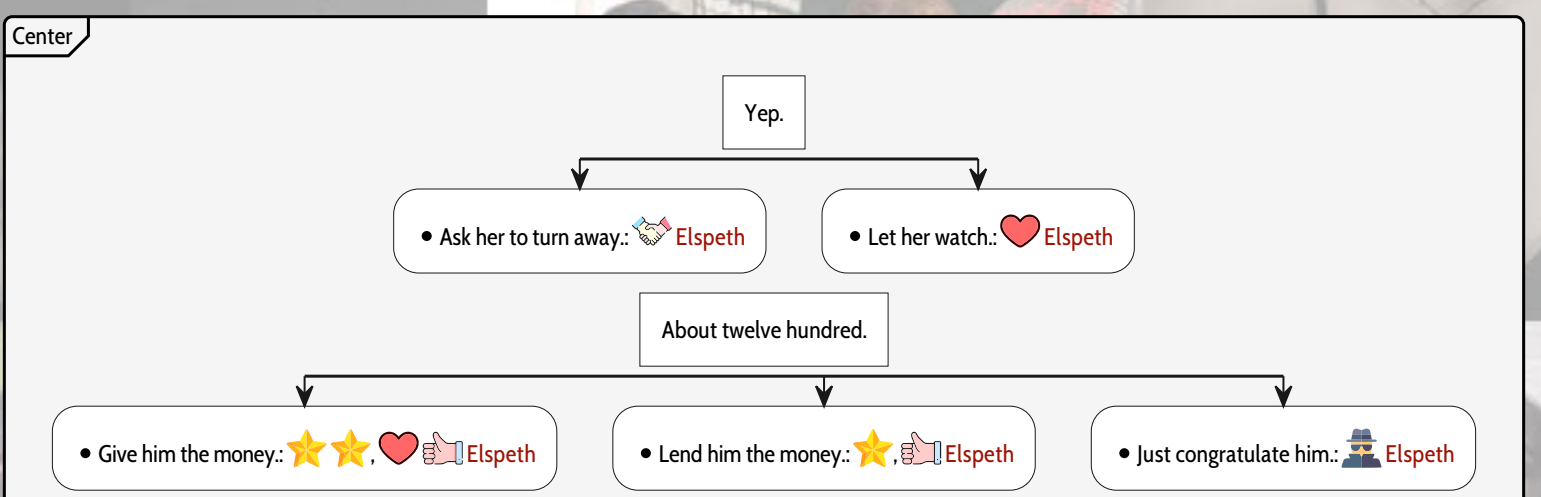 Center
Yep.
• Ask her to turn away.: Elspeth
• Let her watch.: Elspeth
About twelve hundred.
• Give him the money.: , Elspeth
• Lend him the money.: , Elspeth
• Just congratulate him.: Elspeth